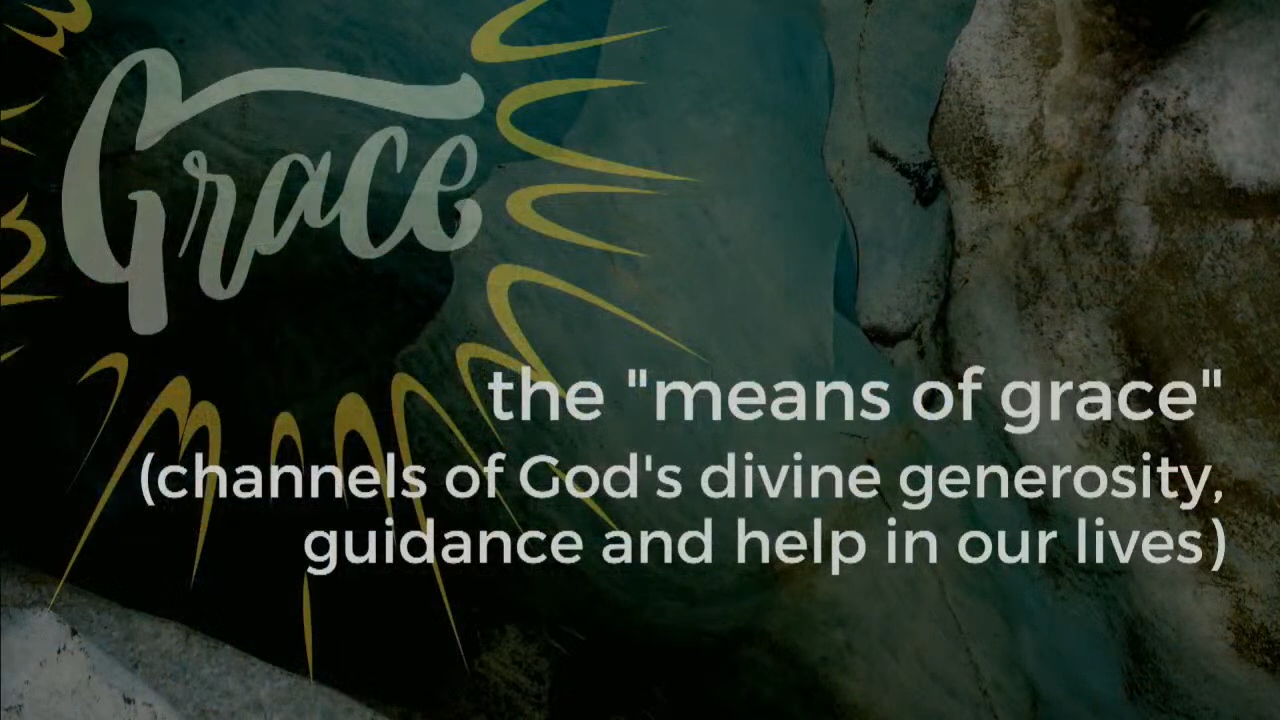 Grace
the "means of grace"
(channels of God's divine generosity,
guidance and help in our lives)